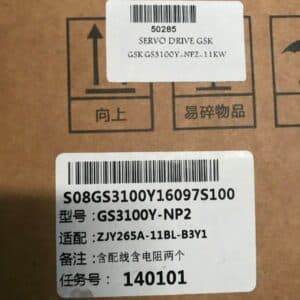 50285
SERVO DRIVE GSK
GSK GS3100Y-NP2-11KW
向上
易碎物品
S08GS3100Y16097S100
型号:GS3100Y-NP2
适配:ZJY265A-11BL-B3Y1
备注:含配线含电阻两个
任务号:140101